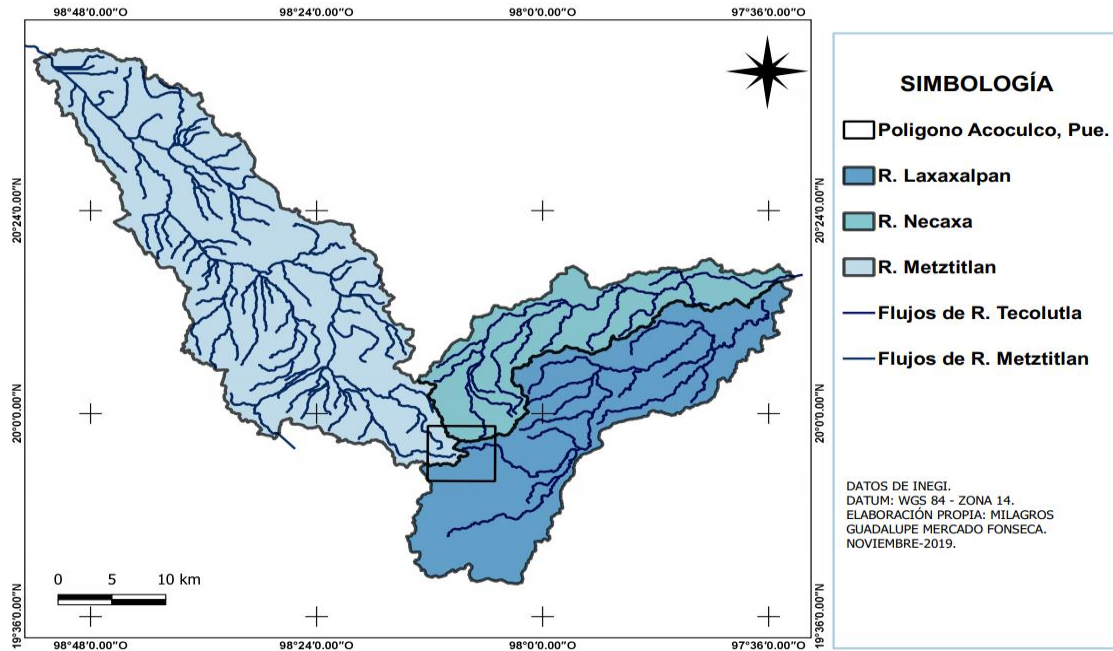 98°48'0.00''O 98°24'0.00''O 98°0'0.00''O 97°36'0.00''O
20°24'0.00''N 20°24'0.00''N
20°0'0.00''N 20°0'0.00''N
19°36'0.00''N 19°36'0.00''N
0 5 10 km
98°48'0.00''O 98°24'0.00''O 98°0'0.00''O 97°36'0.00''O
SIMBOLOGÍA
Poligono Acoculco, Pue.
R. Laxaxalpan
R. Necaxa
R. Metztitlan
Flujos de R. Tecolutla
Flujos de R. Metztitlan
DATOS DE INEGI.
DATUM: WGS 84 - ZONA 14.
ELABORACIÓN PROPIA: MILAGROS
GUADALUPE MERCADO FONSECA.
NOVIEMBRE-2019.